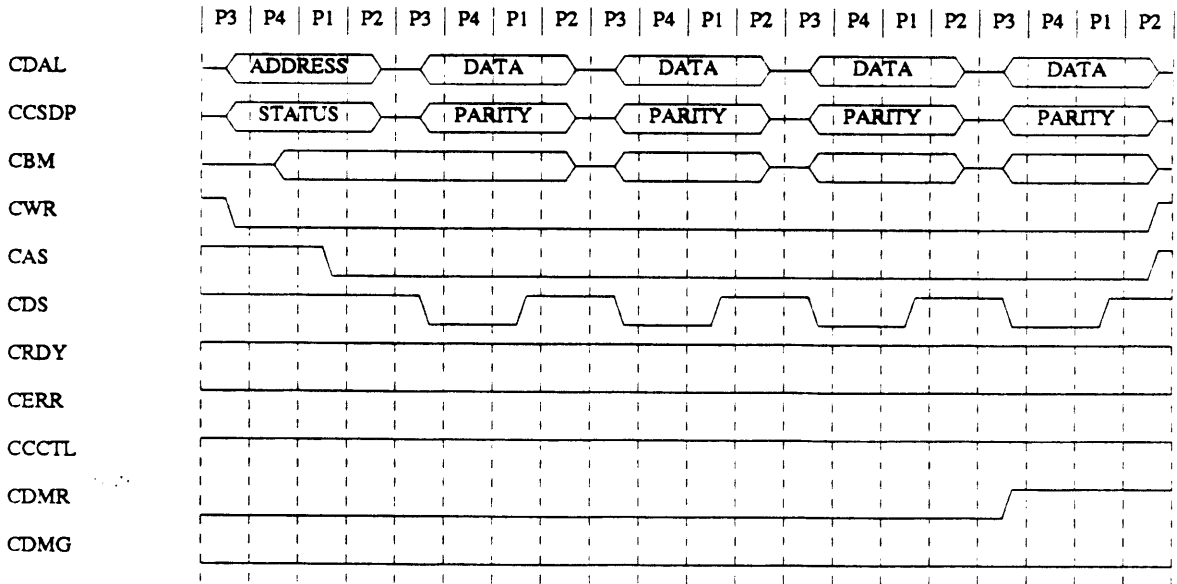 P3 P4 P1 P2 P3 P4 P1 P2 P3 P4 P1 P2 P3 P4 P1 P2 P3 P4 P1 P2
CDAL ADDRESS DATA DATA DATA DATA
CCSDP STATUS PARITY PARITY PARITY PARITY
CBM
CWR
CAS
CDS
CRDY
CERR
CCCTL
CDMR
CDMG